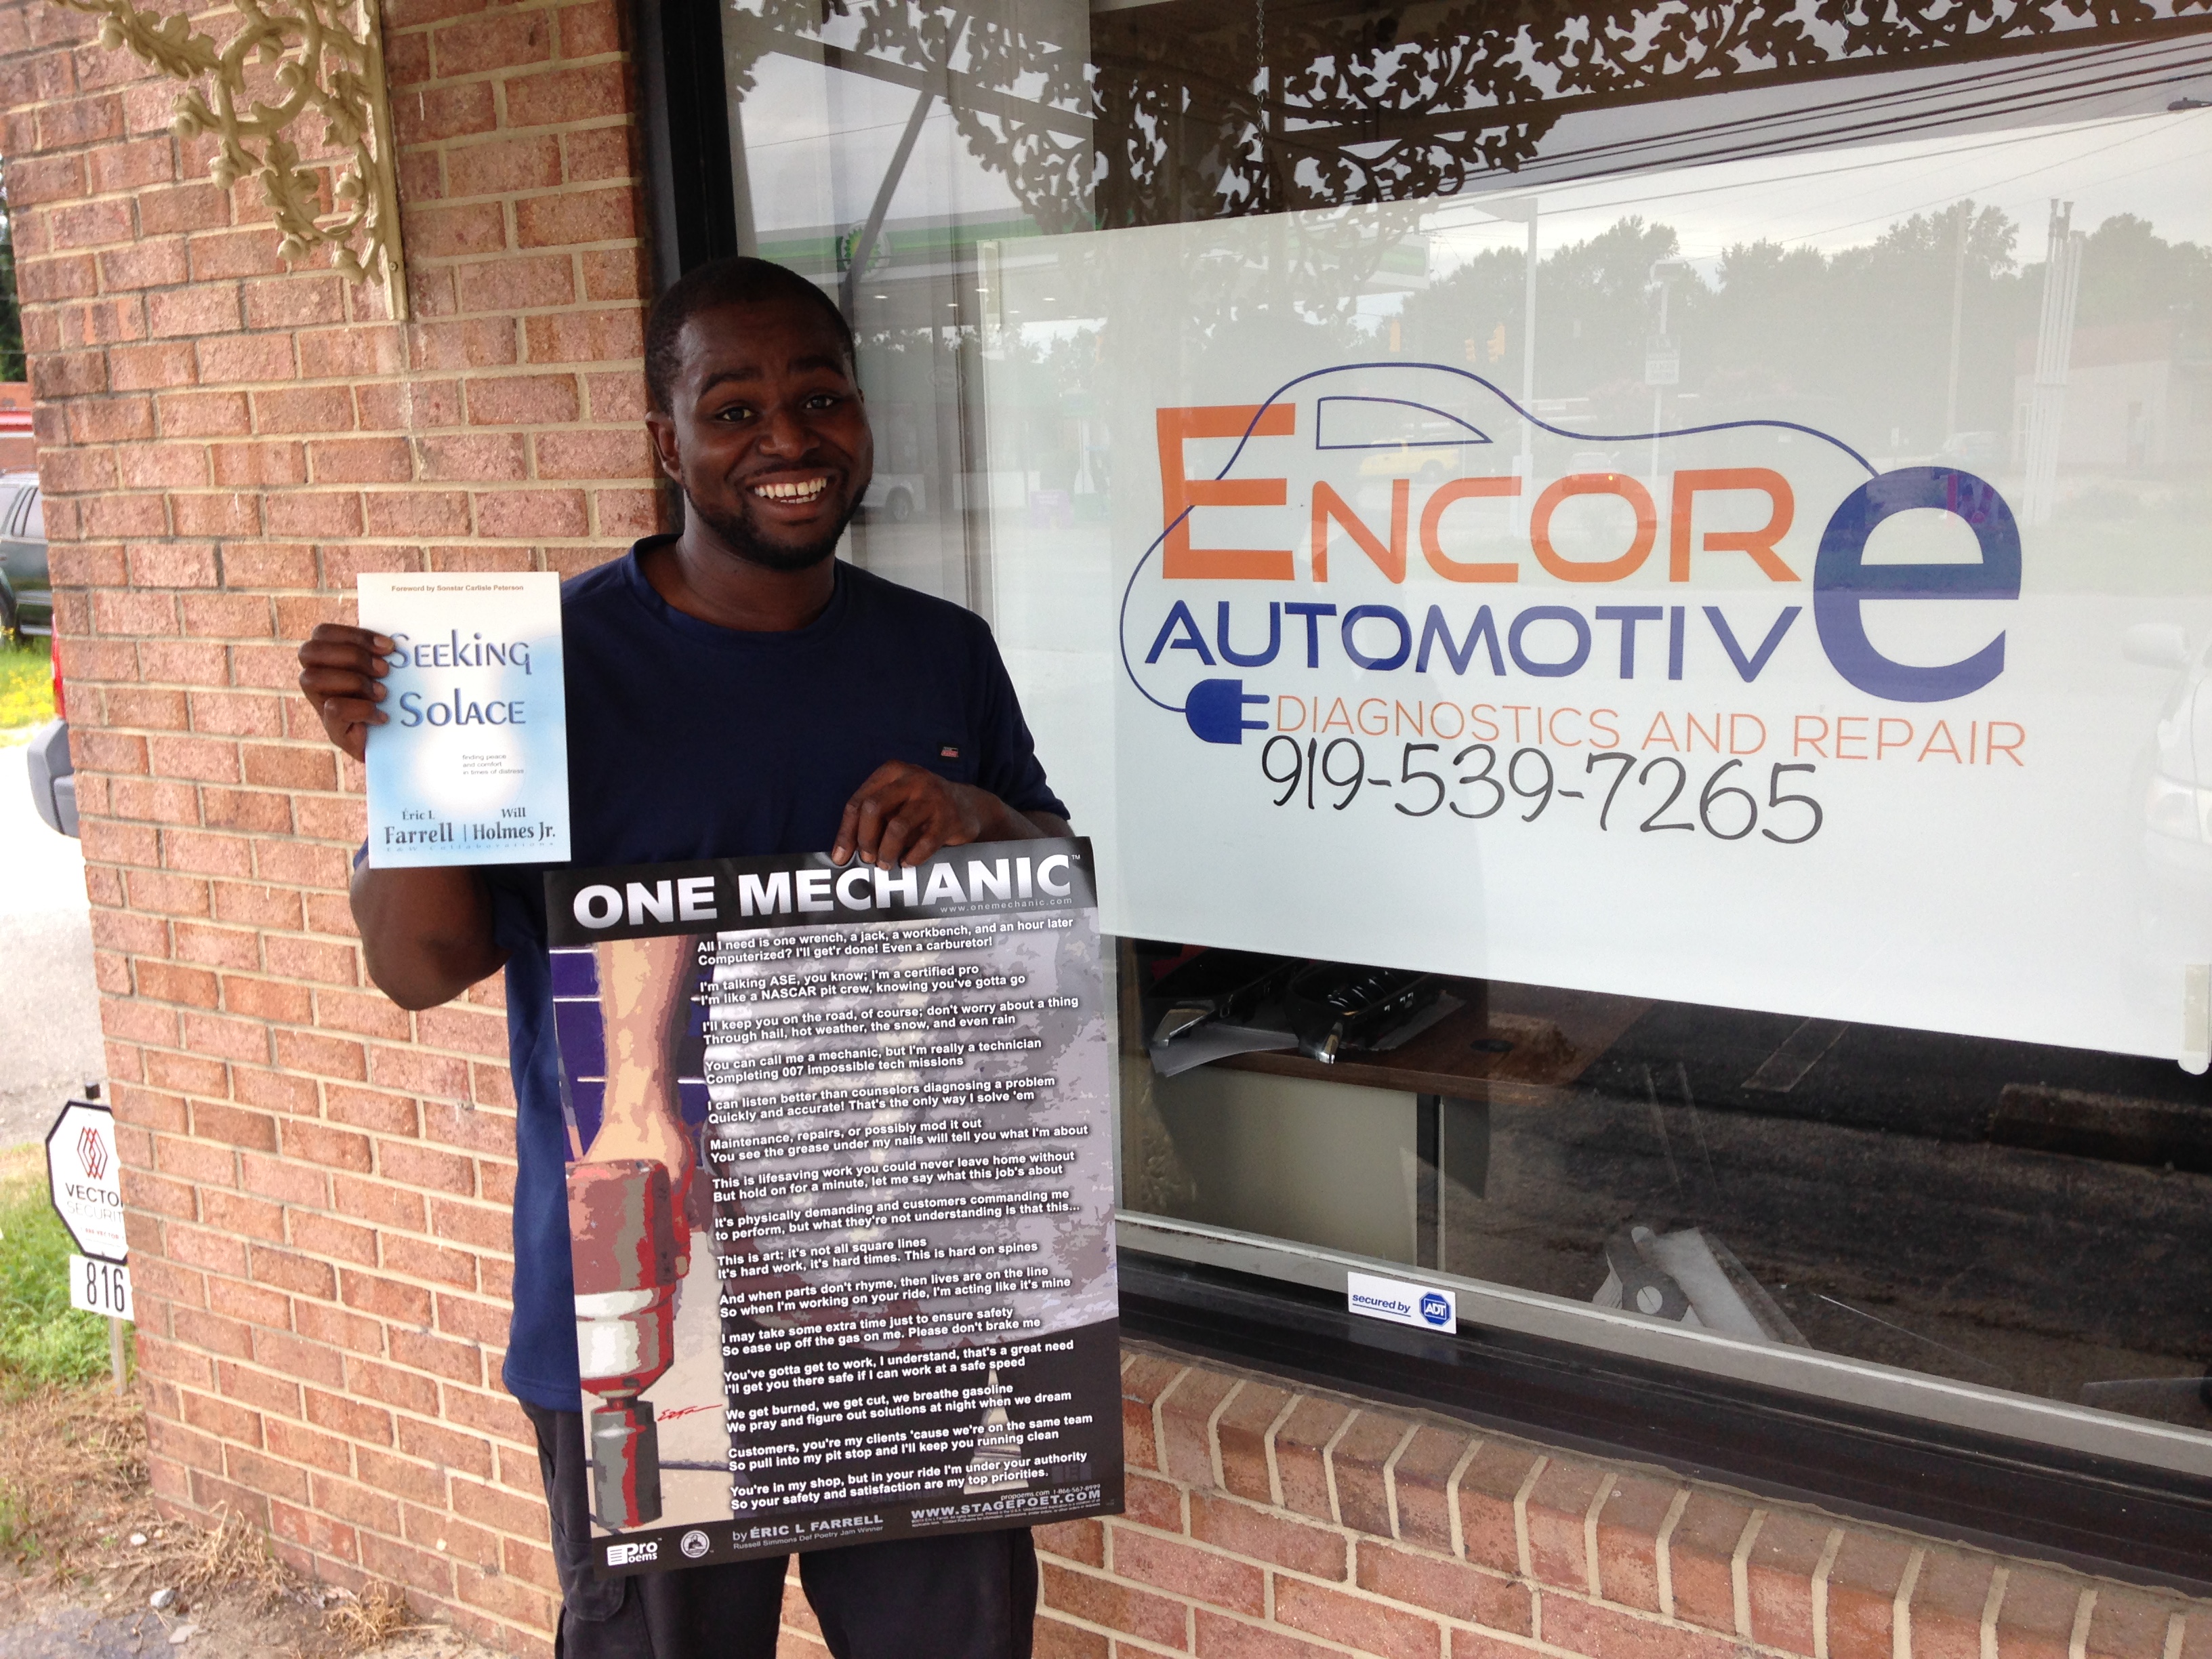 Foreword by Sonstar Carlisle Peterson
SEEKING
SOLACE
finding peace
and comfort
in times of distress
Éric L
Farrell
Will
Holmes Jr.
ENCORe
AUTOMOTIVe
DIAGNOSTICS AND REPAIR
919-539-7265
ONE MECHANIC™
www.onemechanic.com
All I need is one wrench, a jack, a workbench, and an hour later
Computerized? I'll get'r done! Even a carburetor!
I'm talking ASE, you know; I'm a certified pro
I'm like a NASCAR pit crew, knowing you've gotta go
I'll keep you on the road, of course; don't worry about a thing
Through hail, hot weather, the snow, and even rain
You can call me a mechanic, but I'm really a technician
Completing 007 impossible tech missions
I can listen better than counselors diagnosing a problem
Quickly and accurate! That's the only way I solve 'em
Maintenance, repairs, or possibly mod it out
You see the grease under my nails will tell you what I'm about
This is lifesaving work you could never leave home without
But hold on for a minute, let me say what this job's about
It's physically demanding and customers commanding me
to perform, but what they're not understanding is that this...
This is art; it's not all square lines
It's hard work, it's hard times. This is hard on spines
And when parts don't rhyme, then lives are on the line
So when I'm working on your ride, I'm acting like it's mine
I may take some extra time just to ensure safety
So ease up off the gas on me. Please don't brake me
You've gotta get to work, I understand, that's a great need
I'll get you there safe if I can work at a safe speed
We get burned, we get cut, we breathe gasoline
We pray and figure out solutions at night when we dream
Customers, you're my clients 'cause we're on the same team
So pull into my pit stop and I'll keep you running clean
You're in my shop, but in your ride I'm under your authority
So your safety and satisfaction are my top priorities.
propoems.com 1-866-567-8999
WWW.STAGEPOET.COM
by ÉRIC L FARRELL
Russell Simmons Def Poetry Jam Winner
Pro
Poems
secured by ADT
VECTO
SECURIT
816